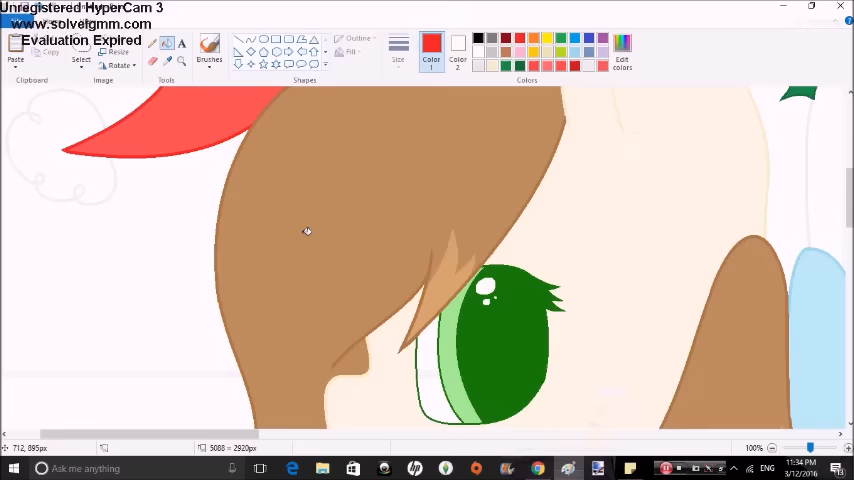 Unregistered HyperCam 3
www.solveigmm.com
Evaluation Expired
Paste
Copy
Select
Resize
Rotate
Brushes
Outline
Fill
Size
Color 1
Color 2
Edit colors
Clipboard
Image
Tools
Shapes
Colors
712, 895px
5088 × 2920px
100%
Ask me anything
ENG
11:34 PM
3/12/2016